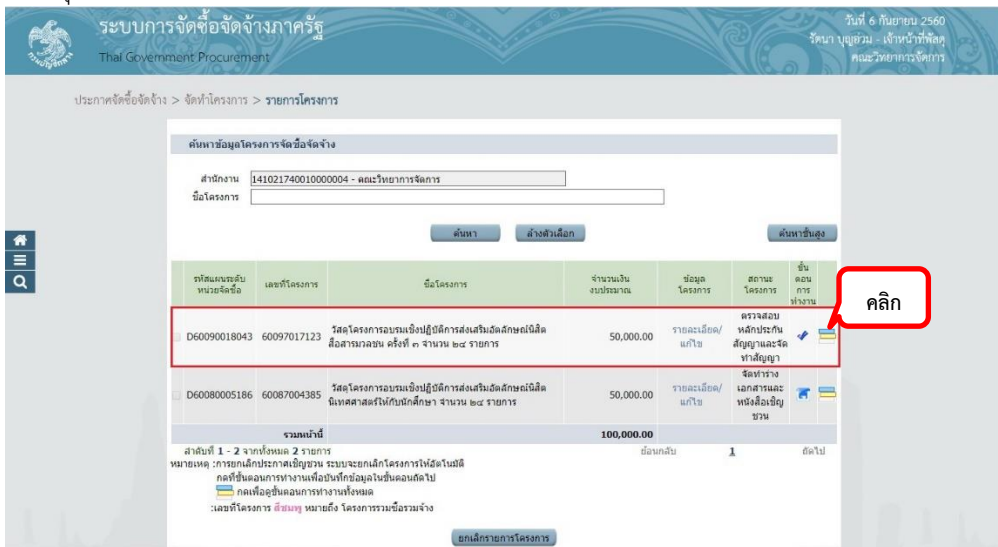 ระบบการจัดซื้อจัดจ้างภาครัฐ
Thai Government Procurement
วันที่ 6 กันยายน 2560
รัตนา บุญอ่วม - เจ้าหน้าที่พัสดุ
คณะวิทยาการจัดการ
ประกาศจัดซื้อจัดจ้าง > จัดทำโครงการ > รายการโครงการ
ค้นหาข้อมูลโครงการจัดซื้อจัดจ้าง
สำนักงาน 141021740010000004 - คณะวิทยาการจัดการ
ชื่อโครงการ
ค้นหา ล้างตัวเลือก ค้นหาขั้นสูง
รหัสแผนระดับหน่วยจัดซื้อ เลขที่โครงการ ชื่อโครงการ จำนวนเงินงบประมาณ ข้อมูลโครงการ สถานะโครงการ ขั้นตอนการทำงาน
คลิก
D60090018043 60097017123 วัสดุโครงการอบรมเชิงปฏิบัติการส่งเสริมอัตลักษณ์นิสิต
สื่อสารมวลชน ครั้งที่ ๓ จำนวน ๒๔ รายการ
50,000.00 รายละเอียด/แก้ไข
ตรวจสอบ
หลักประกัน
สัญญาและจัด
ทำสัญญา
D60080005186 60087004385 วัสดุโครงการอบรมเชิงปฏิบัติการส่งเสริมอัตลักษณ์นิสิต
นิเทศศาสตร์ให้กับนักศึกษา จำนวน ๒๔ รายการ
50,000.00 รายละเอียด/แก้ไข
จัดทำร่าง
เอกสารและ
หนังสือเชิญ
ชวน
รวมหน้านี้ 100,000.00
ลำดับที่ 1 - 2 จากทั้งหมด 2 รายการ ย้อนกลับ 1 ถัดไป
หมายเหตุ :การยกเลิกประกาศเชิญชวน ระบบจะยกเลิกโครงการให้อัตโนมัติ
กดที่ขั้นตอนการทำงานเพื่อบันทึกข้อมูลในขั้นตอนถัดไป
กดเพื่อดูขั้นตอนการทำงานทั้งหมด
:เลขที่โครงการ สีชมพู หมายถึง โครงการรวมซื้อรวมจ้าง
ยกเลิกรายการโครงการ